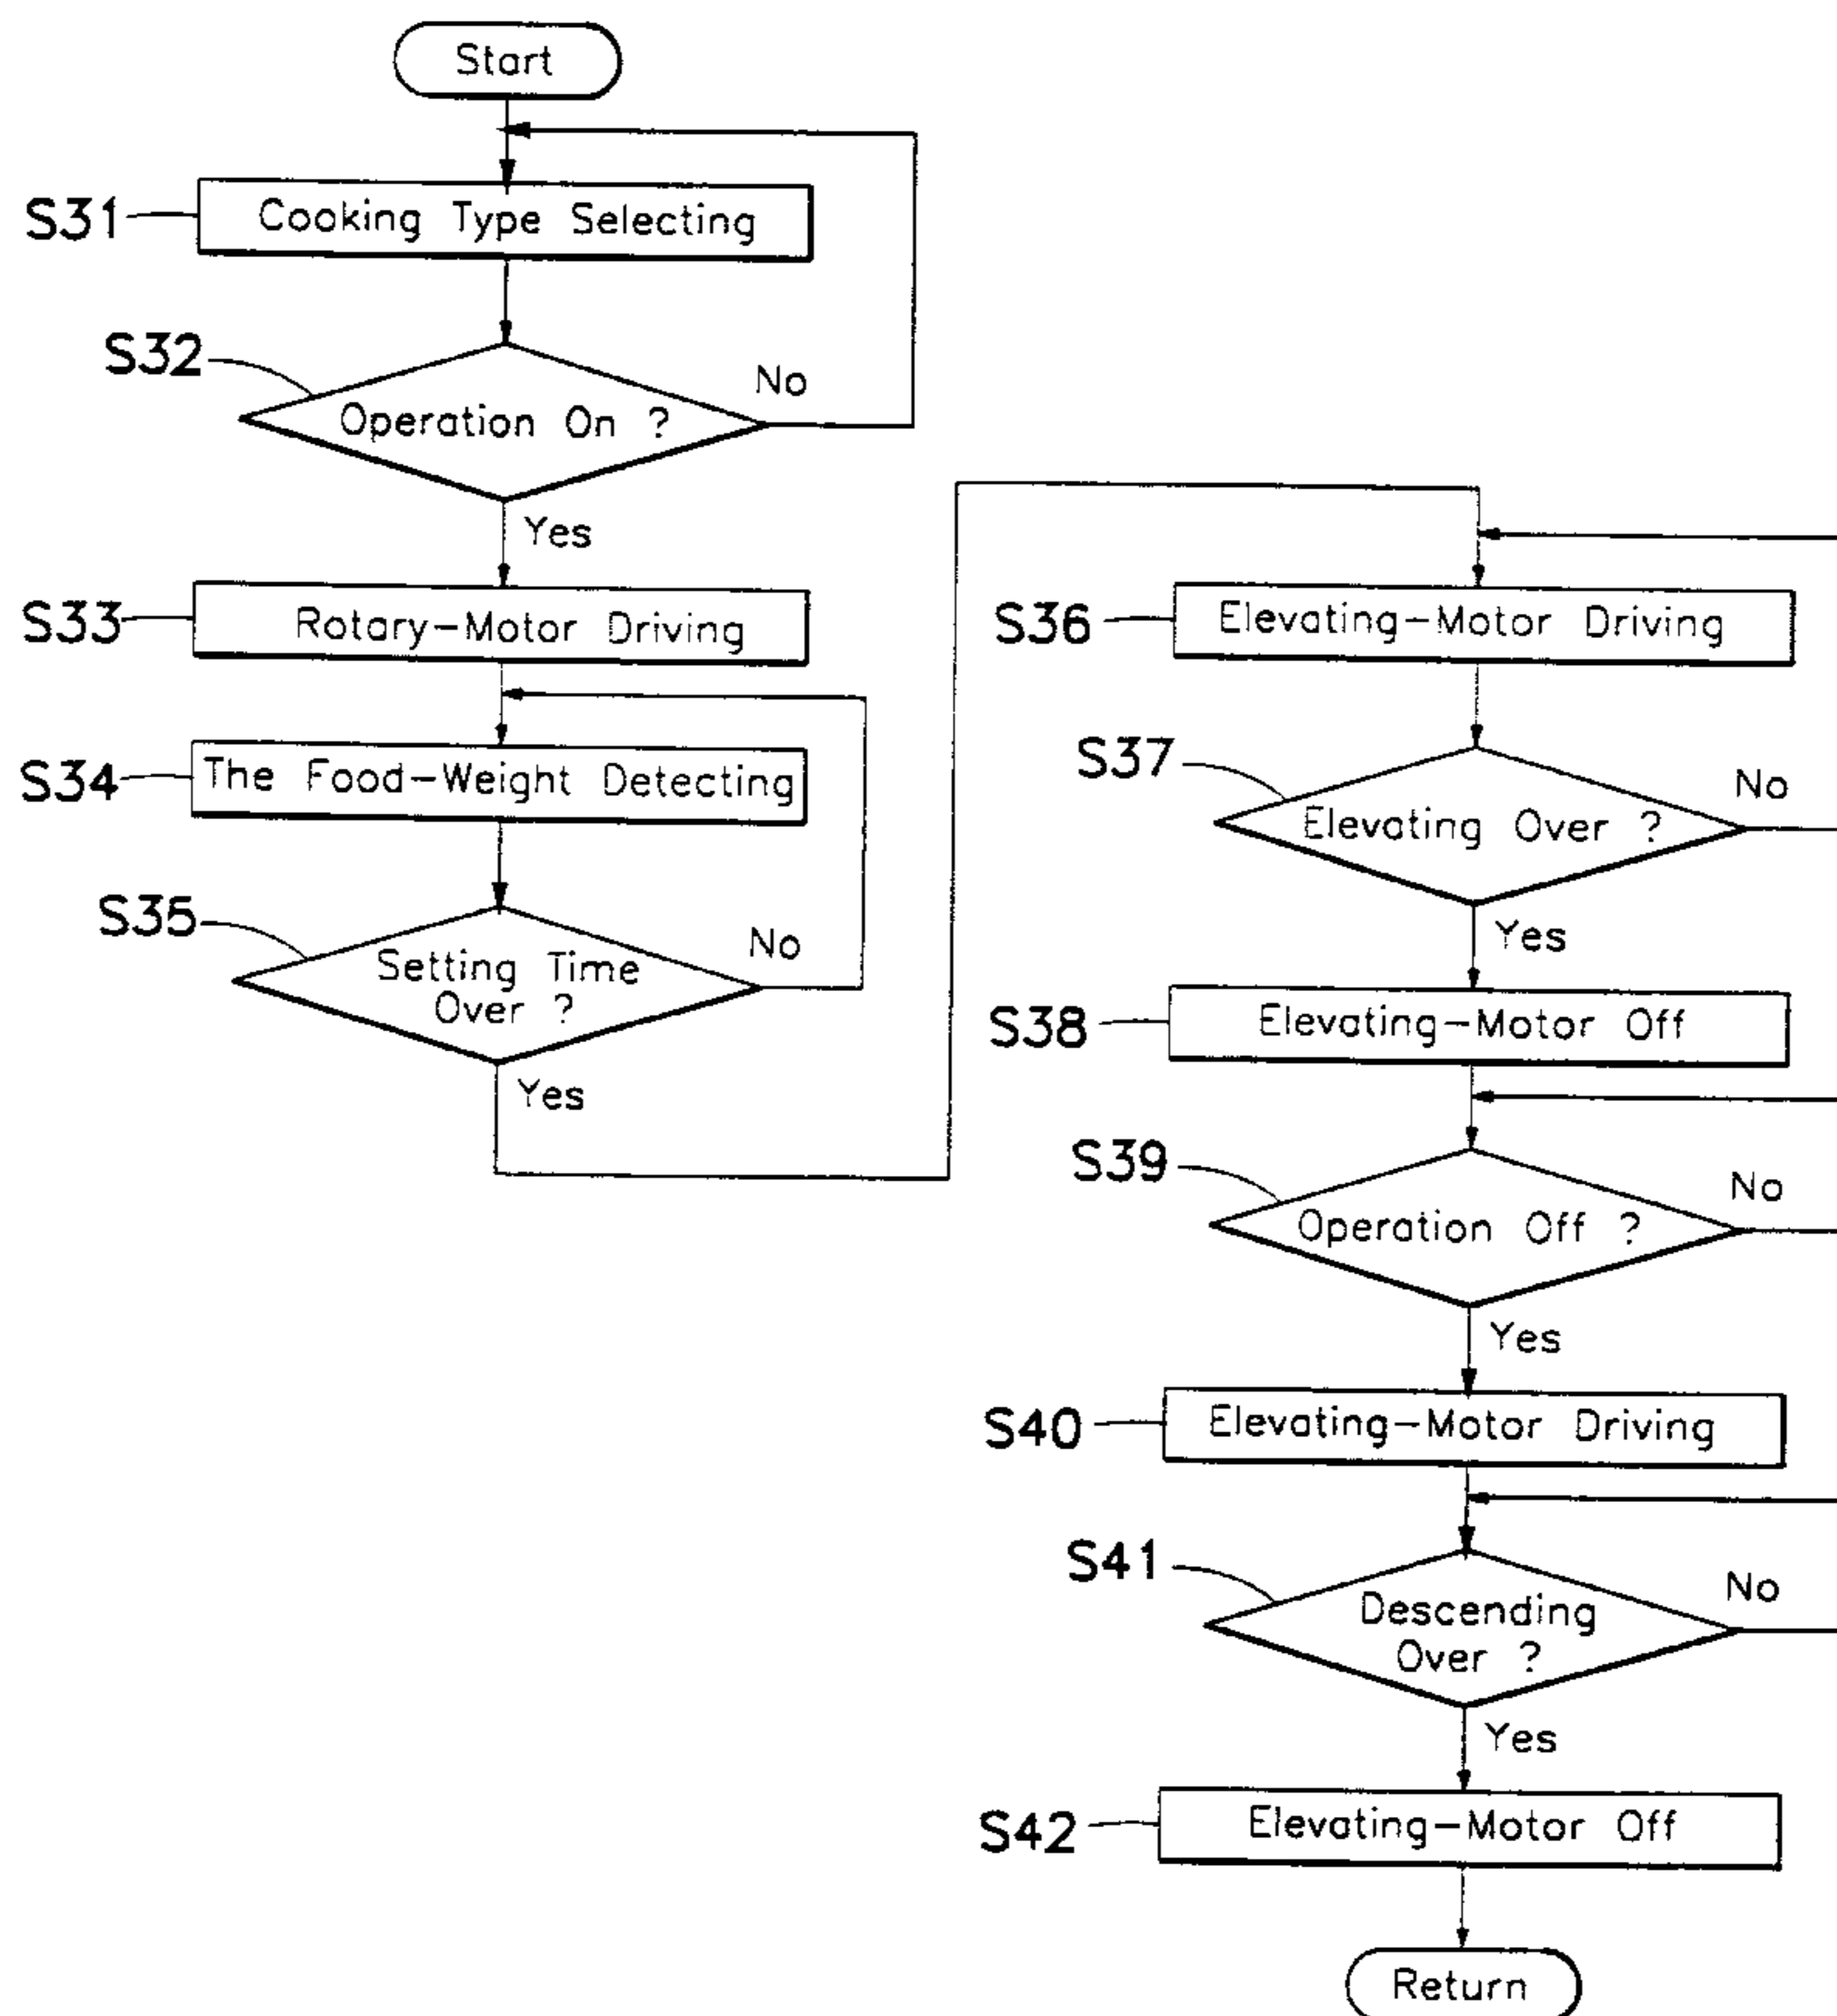 Start
S31
Cooking Type Selecting
S32
Operation On ?
No
Yes
S33
Rotary-Motor Driving
S34
The Food-Weight Detecting
S35
Setting Time
Over ?
No
Yes
S36
Elevating-Motor Driving
S37
Elevating Over ?
No
Yes
S38
Elevating-Motor Off
S39
Operation Off ?
No
Yes
S40
Elevating-Motor Driving
S41
Descending
Over ?
No
Yes
S42
Elevating-Motor Off
Return